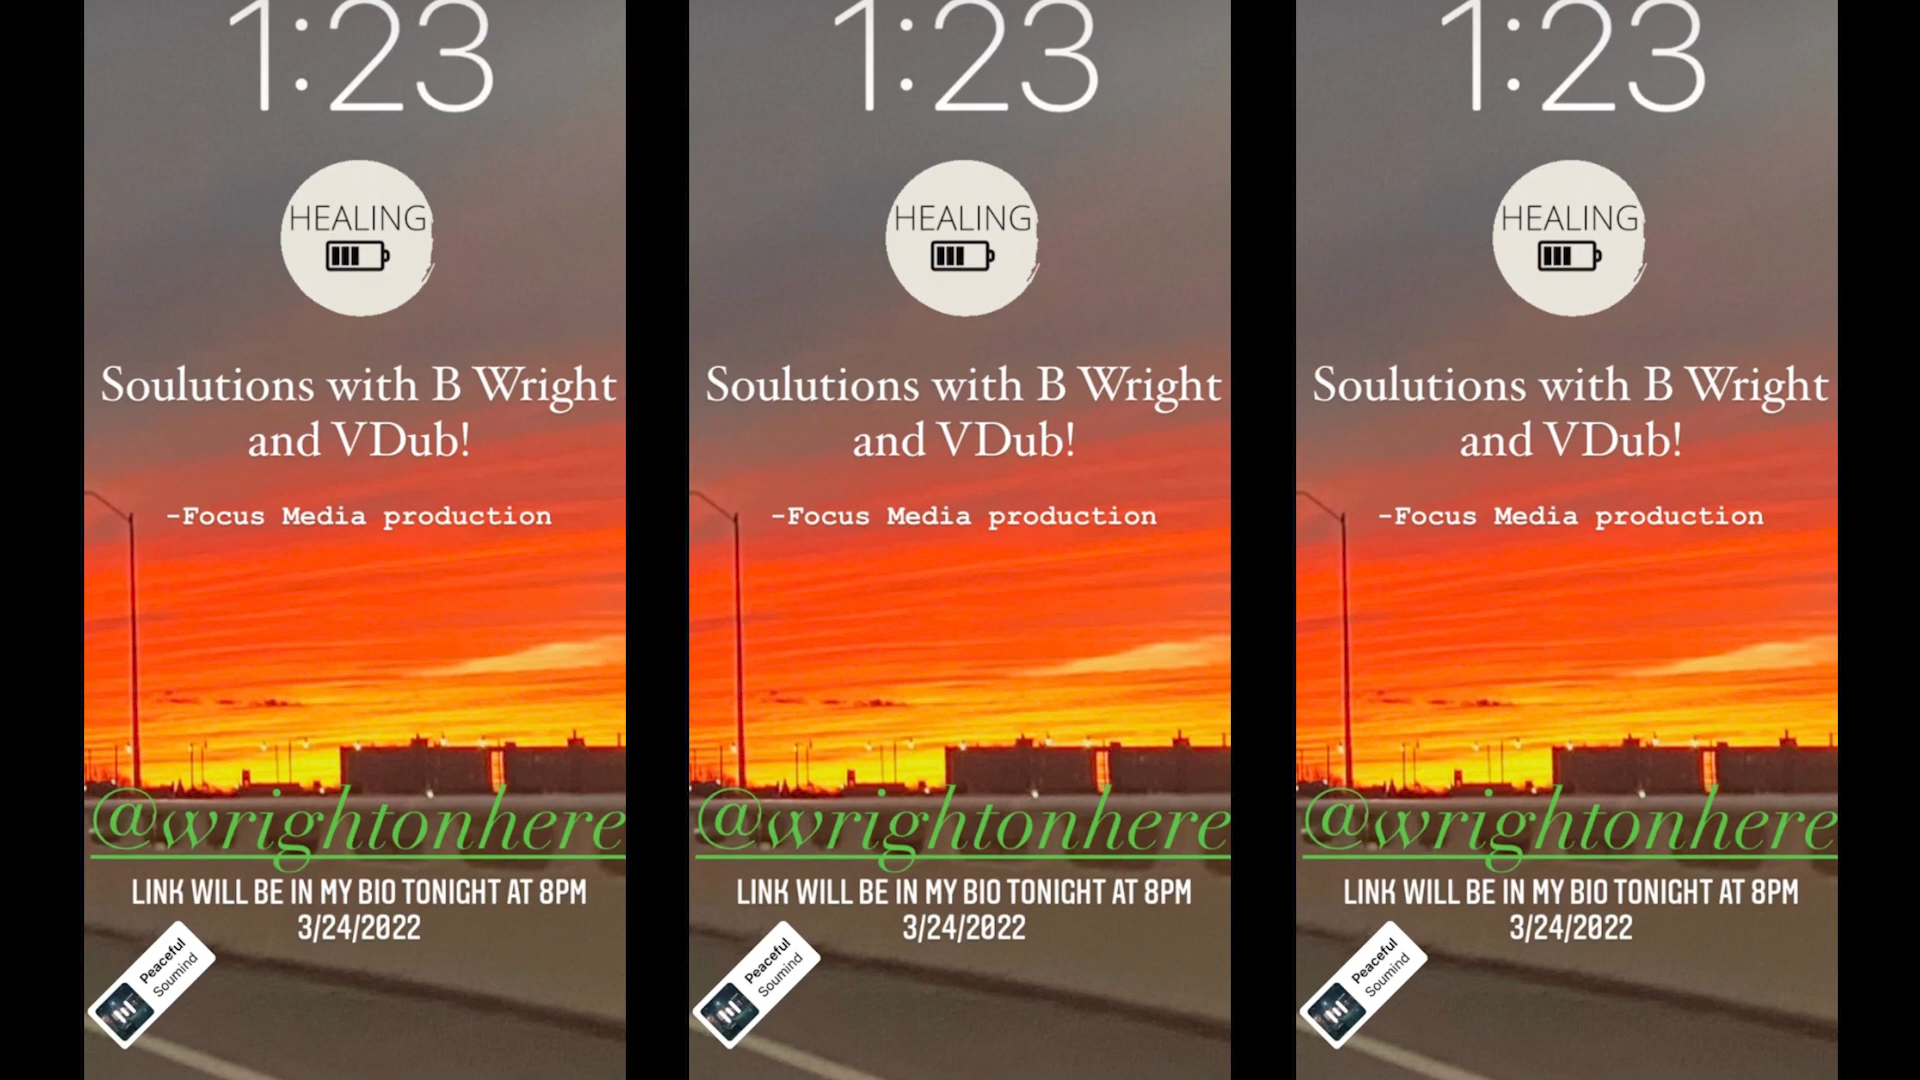 1:23
HEALING
Soulutions with B Wright
and VDub!
-Focus Media production
@wrightonhere
LINK WILL BE IN MY BIO TONIGHT AT 8PM
3/24/2022
Peaceful
Soumind
1:23
HEALING
Soulutions with B Wright
and VDub!
-Focus Media production
@wrightonhere
LINK WILL BE IN MY BIO TONIGHT AT 8PM
3/24/2022
Peaceful
Soumind
1:23
HEALING
Soulutions with B Wright
and VDub!
-Focus Media production
@wrightonhere
LINK WILL BE IN MY BIO TONIGHT AT 8PM
3/24/2022
Peaceful
Soumind